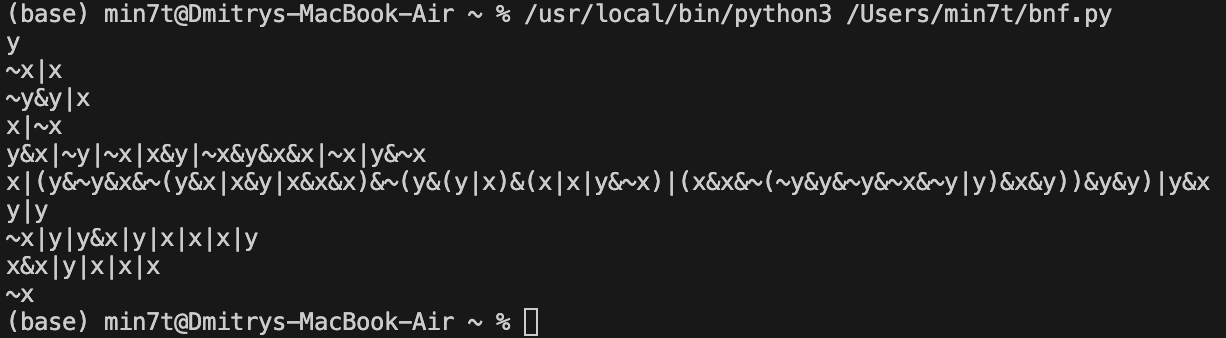 (base) min7t@Dmitrys-MacBook-Air ~ % /usr/local/bin/python3 /Users/min7t/bnf.py
y
~x|x
~y&y|x
x|~x
y&x|~y|~x|x&y|~x&y&x&x|~x|y&~x
x|(y&~y&x&~(y&x|x&y|x&x&x)&~(y&(y|x)&(x|x|y&~x)|(x&x&~(~y&y&~y&~x&~y|y)&x&y))&y&y)|y&x
y|y
~x|y|y&x|y|x|x|x|y
x&x|y|x|x|x
~x
(base) min7t@Dmitrys-MacBook-Air ~ %